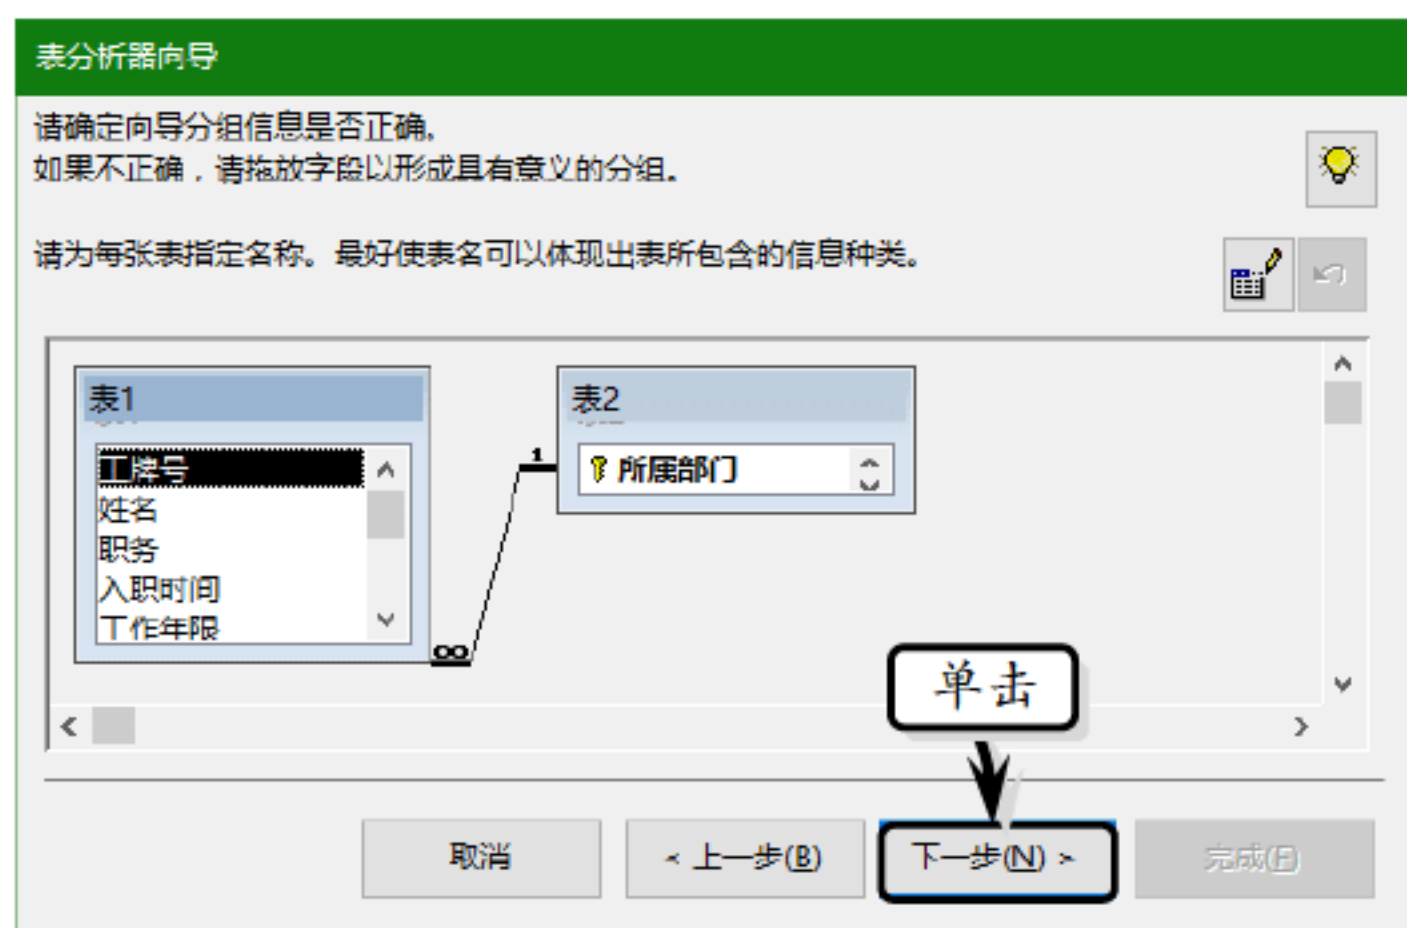 表分析器向导
请确定向导分组信息是否正确。
如果不正确，请拖放字段以形成具有意义的分组。
请为每张表指定名称。最好使表名可以体现出表所包含的信息种类。
表1
工牌号
姓名
职务
入职时间
工作年限
表2
所属部门
1
∞
单击
取消
< 上一步(B)
下一步(N) >
完成(F)